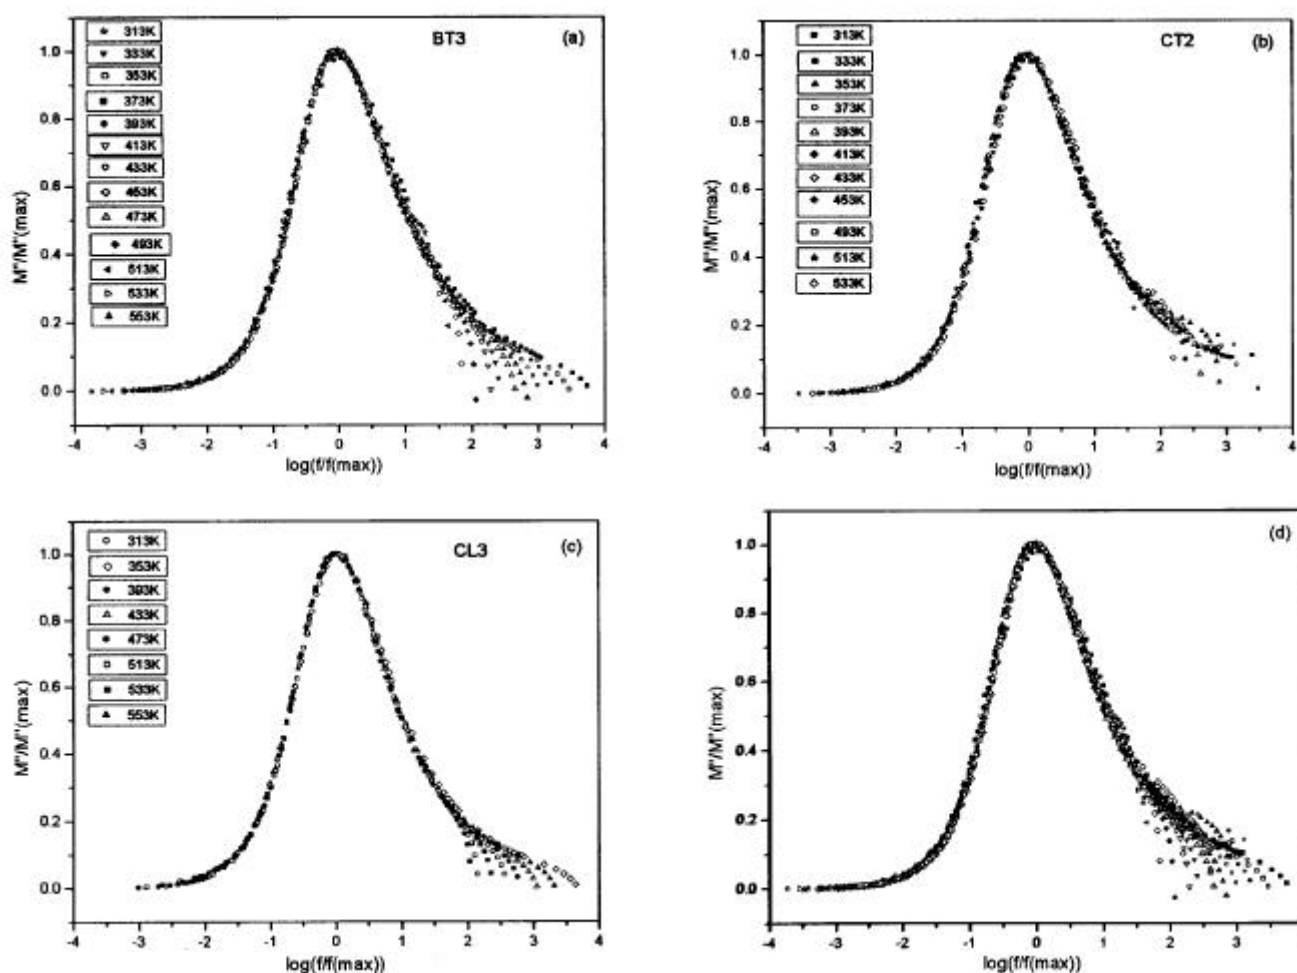 BT3
(a)
313K
333K
353K
373K
393K
413K
433K
453K
473K
493K
513K
533K
553K
1.0
0.8
0.6
0.4
0.2
0.0
M"/M"(max)
-4 -3 -2 -1 0 1 2 3 4
log(f/f(max))
CT2
(b)
313K
333K
353K
373K
393K
413K
433K
453K
493K
513K
533K
1.0
0.8
0.6
0.4
0.2
0.0
M"/M"(max)
-4 -3 -2 -1 0 1 2 3 4
log(f/f(max))
CL3
(c)
313K
353K
393K
433K
473K
513K
533K
553K
1.0
0.8
0.6
0.4
0.2
0.0
M"/M"(max)
-4 -3 -2 -1 0 1 2 3 4
log(f/f(max))
(d)
1.0
0.8
0.6
0.4
0.2
0.0
M"/M"(max)
-4 -3 -2 -1 0 1 2 3
log(f/f(max))